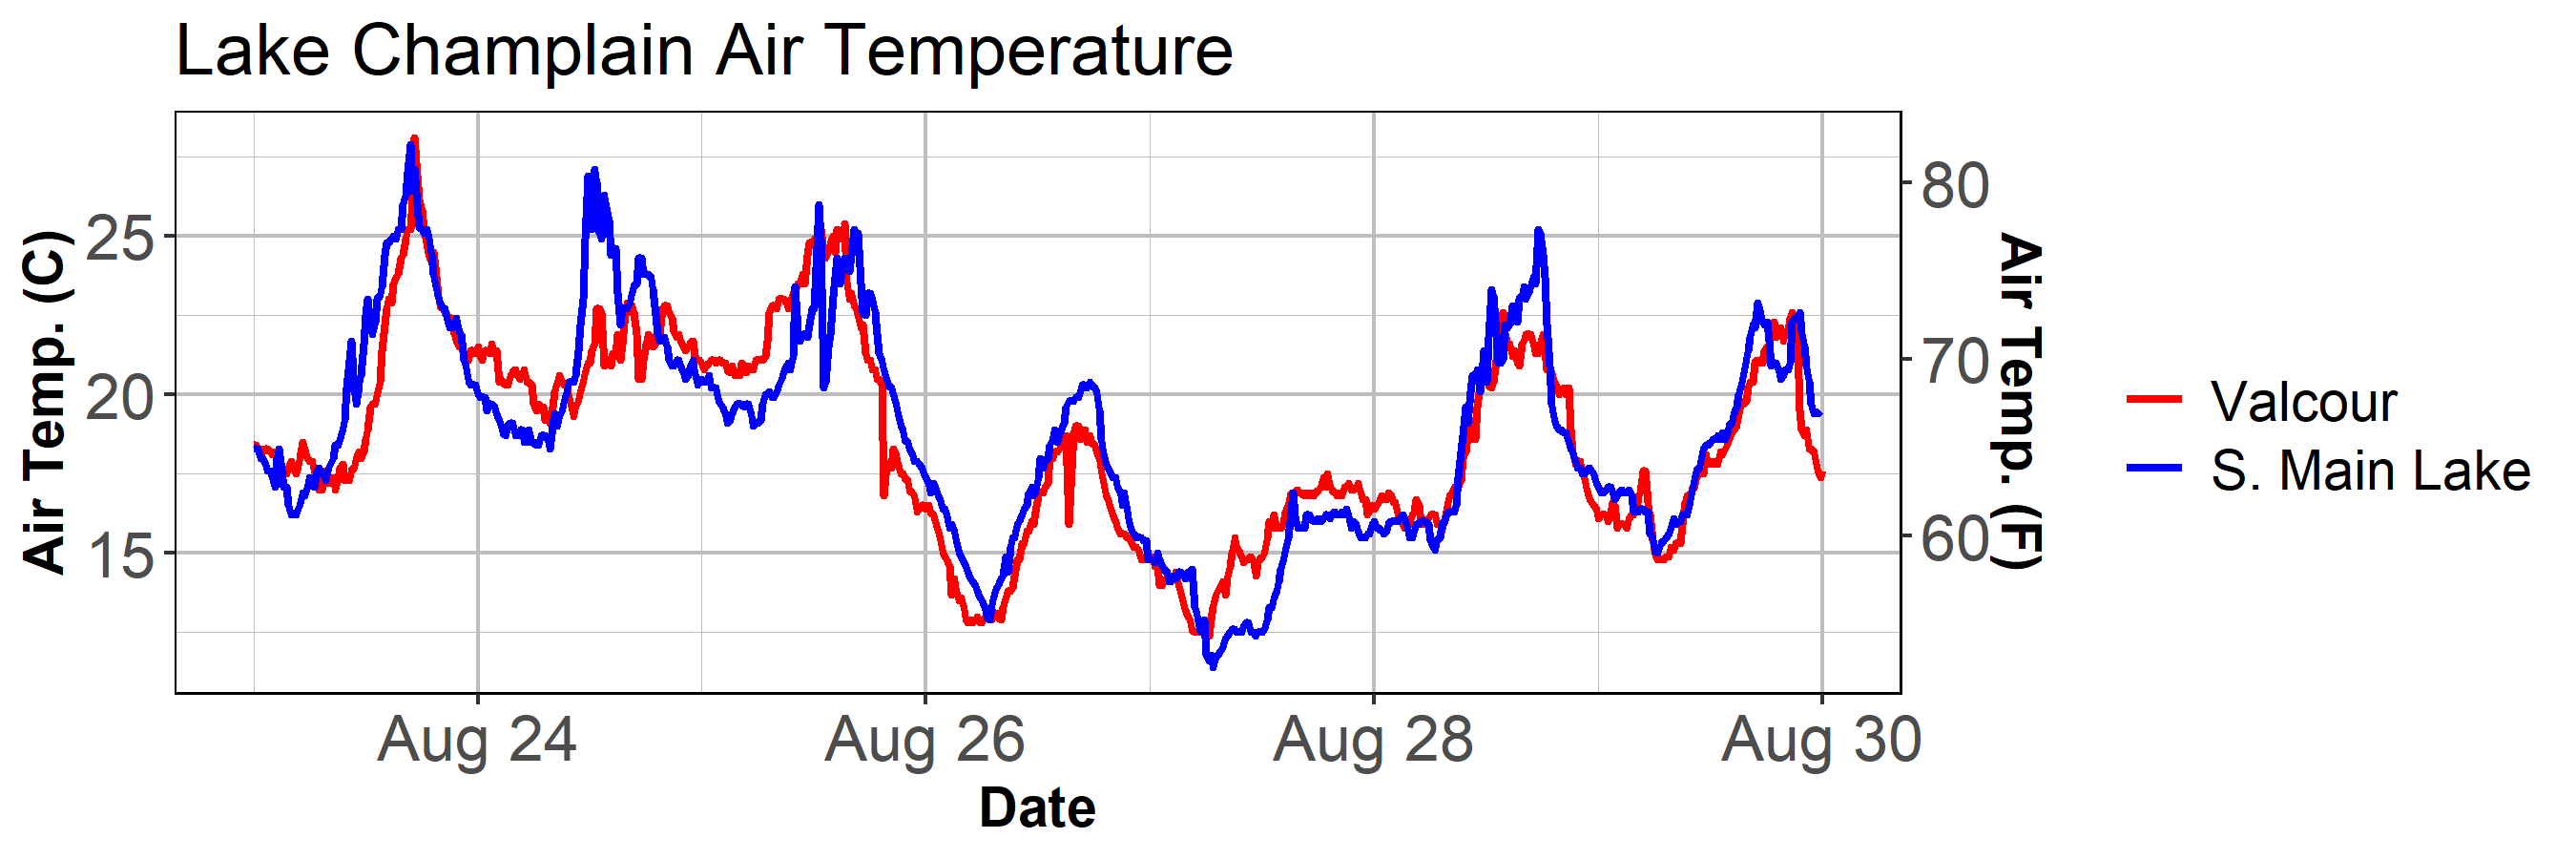 Lake Champlain Air Temperature
Air Temp. (C)
25
20
15
80
70
60
Air Temp. (F)
Aug 24
Aug 26
Aug 28
Aug 30
Date
Valcour
S. Main Lake